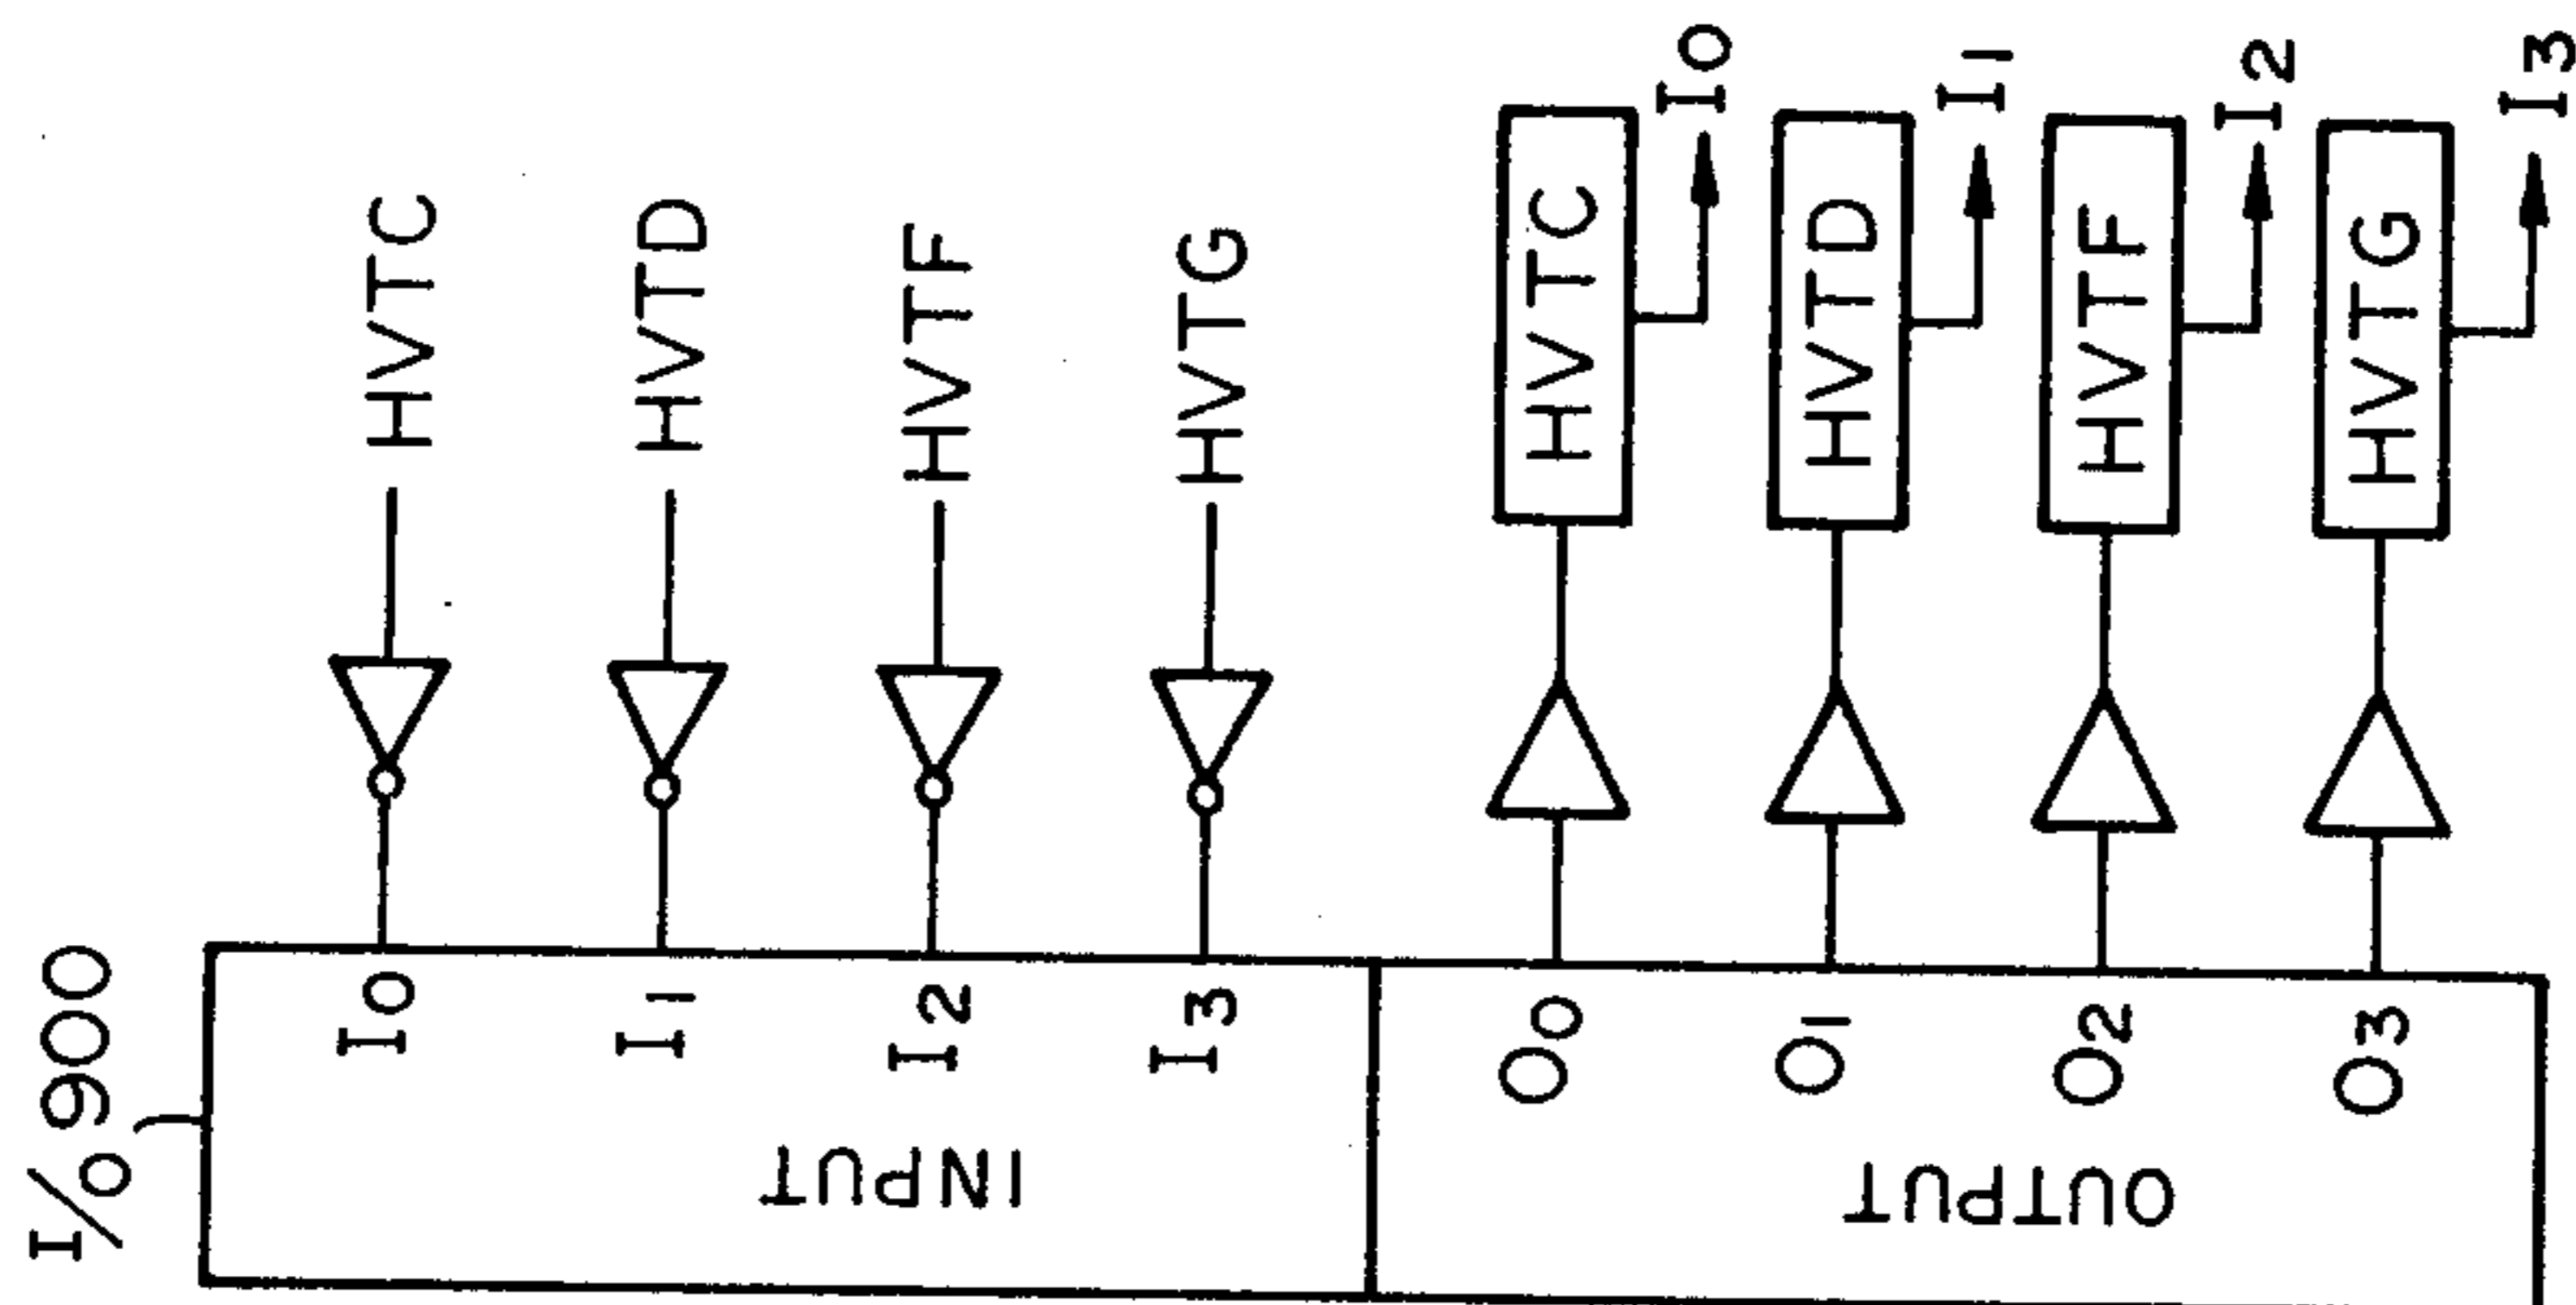 I/O 900
INPUT
I0 HVTC
I1 HVTD
I2 HVTF
I3 HVTG
OUTPUT
O0 HVTC I0
O1 HVTD I1
O2 HVTF I2
O3 HVTG I3